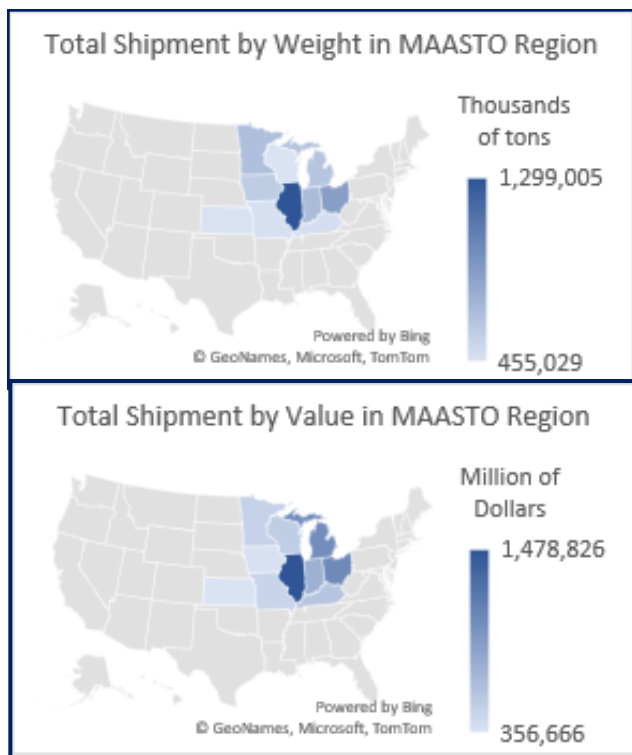 Total Shipment by Weight in MAASTO Region
Thousands
of tons
1,299,005
455,029
Powered by Bing
© GeoNames, Microsoft, TomTom
Total Shipment by Value in MAASTO Region
Million of
Dollars
1,478,826
356,666
Powered by Bing
© GeoNames, Microsoft, TomTom